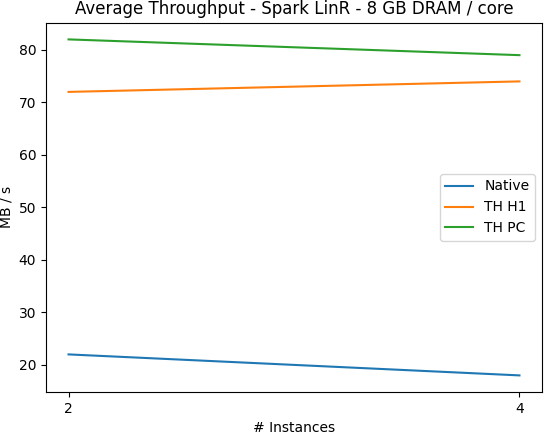 Average Throughput - Spark LinR - 8 GB DRAM / core
MB / s
80
70
60
50
40
30
20
Native
TH H1
TH PC
2
4
# Instances